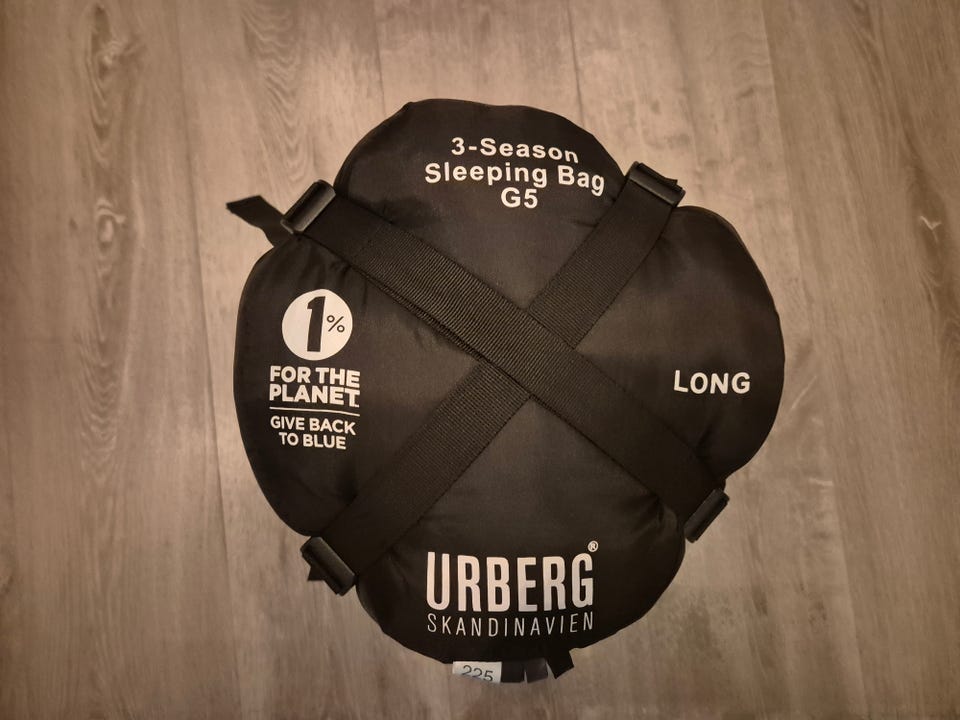 3-Season
Sleeping Bag
G5
1%
FOR THE
PLANET
GIVE BACK
TO BLUE
LONG
URBERG®
SKANDINAVIEN
225